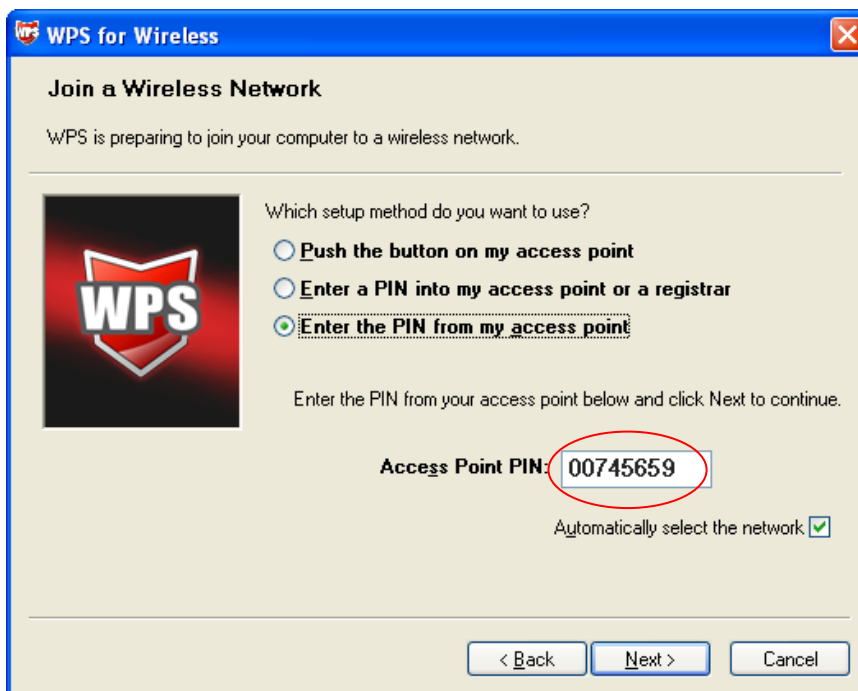 WPS for Wireless
Join a Wireless Network
WPS is preparing to join your computer to a wireless network.
Which setup method do you want to use?
Push the button on my access point
Enter a PIN into my access point or a registrar
Enter the PIN from my access point
WPS
Enter the PIN from your access point below and click Next to continue.
Access Point PIN: 00745659
Automatically select the network
< Back Next > Cancel